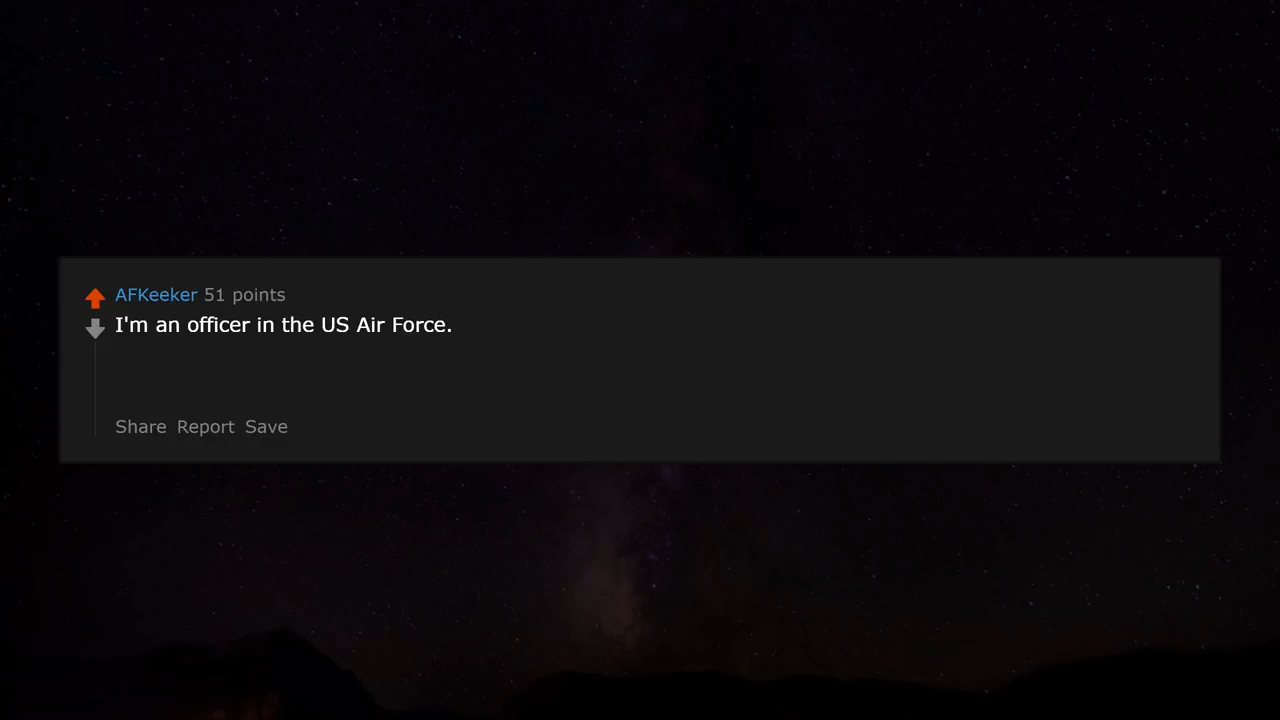 AFKeeker 51 points
I'm an officer in the US Air Force.
Share Report Save